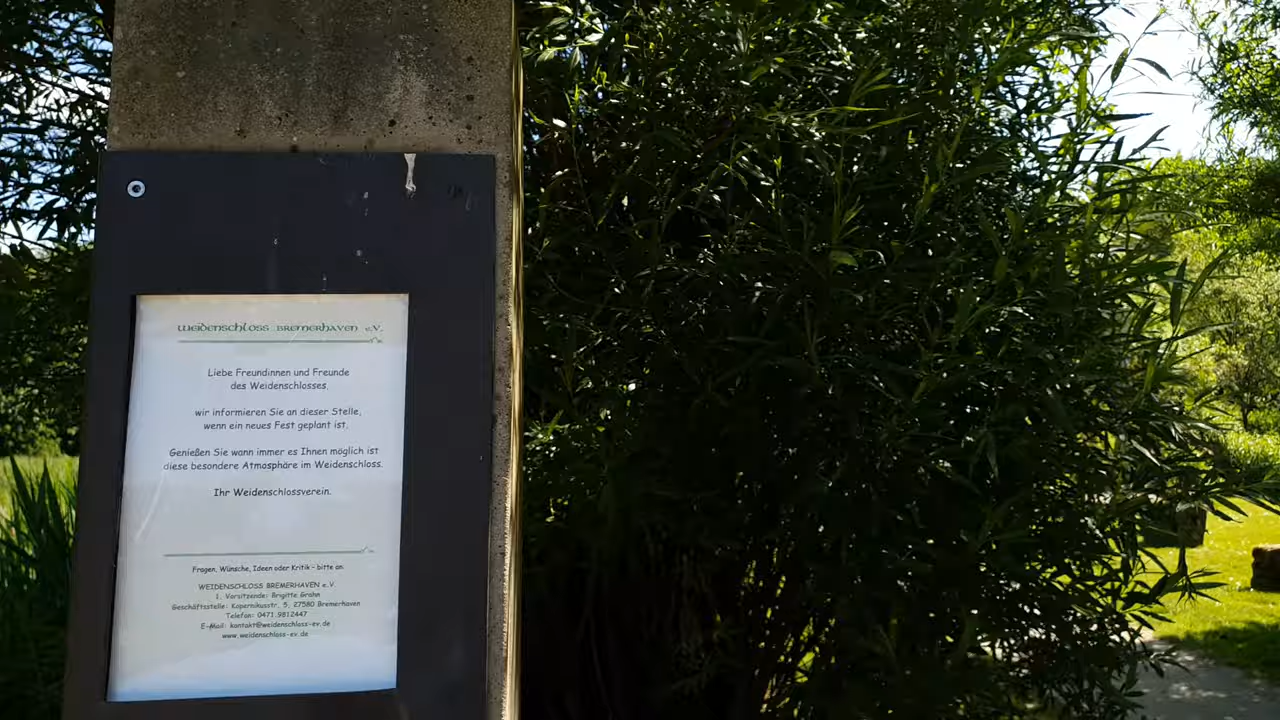 WEIDENSCHLOSS BREMERHAVEN e.V.
Liebe Freundinnen und Freunde
des Weidenschlosses,
wir informieren Sie an dieser Stelle,
wenn ein neues Fest geplant ist.
Genießen Sie wann immer es Ihnen möglich ist
diese besondere Atmosphäre im Weidenschloss.
Ihr Weidenschlossverein.
Fragen, Wünsche, Ideen oder Kritik - bitte an:
WEIDENSCHLOSS BREMERHAVEN e.V.
1. Vorsitzende: Brigitte Grahn
Geschäftsstelle: Kopernikusstr. 5, 27580 Bremerhaven
Telefon: 0471.9812447
E-Mail: kontakt@weidenschloss-ev.de
www.weidenschloss-ev.de